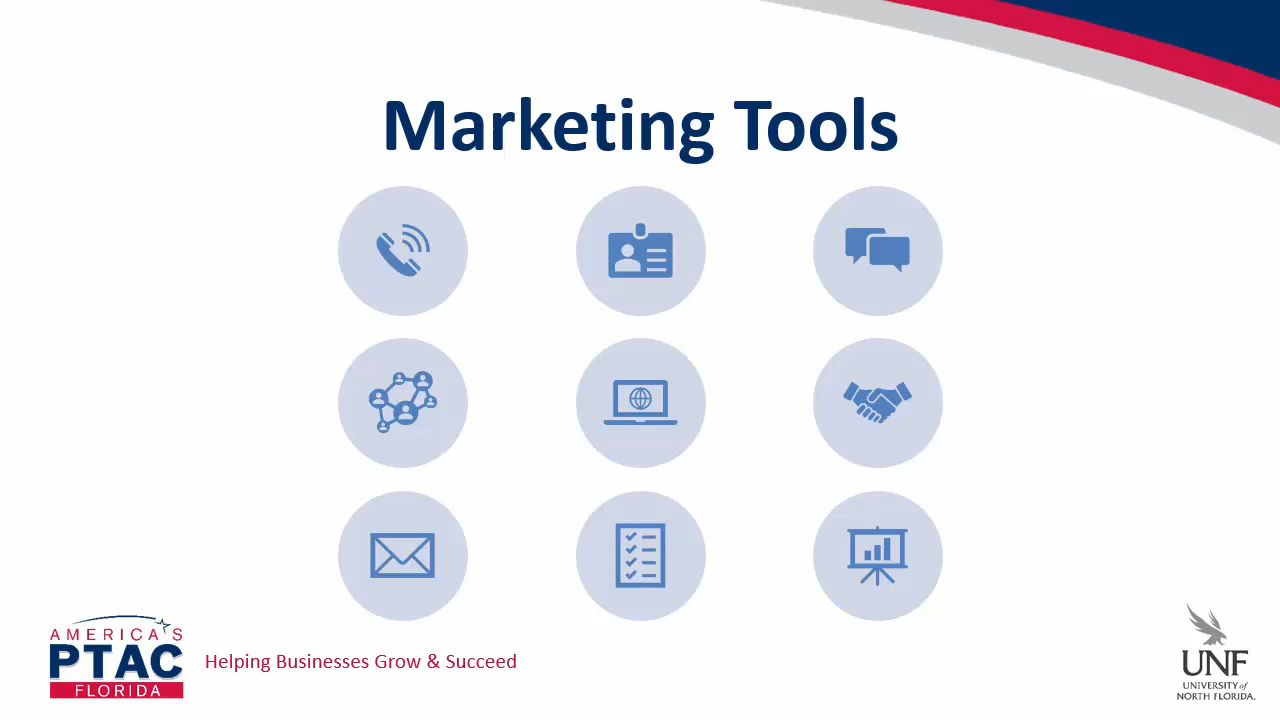 Marketing Tools
AMERICA'S
PTAC
FLORIDA
Helping Businesses Grow & Succeed
UNF
UNIVERSITY of
NORTH FLORIDA.